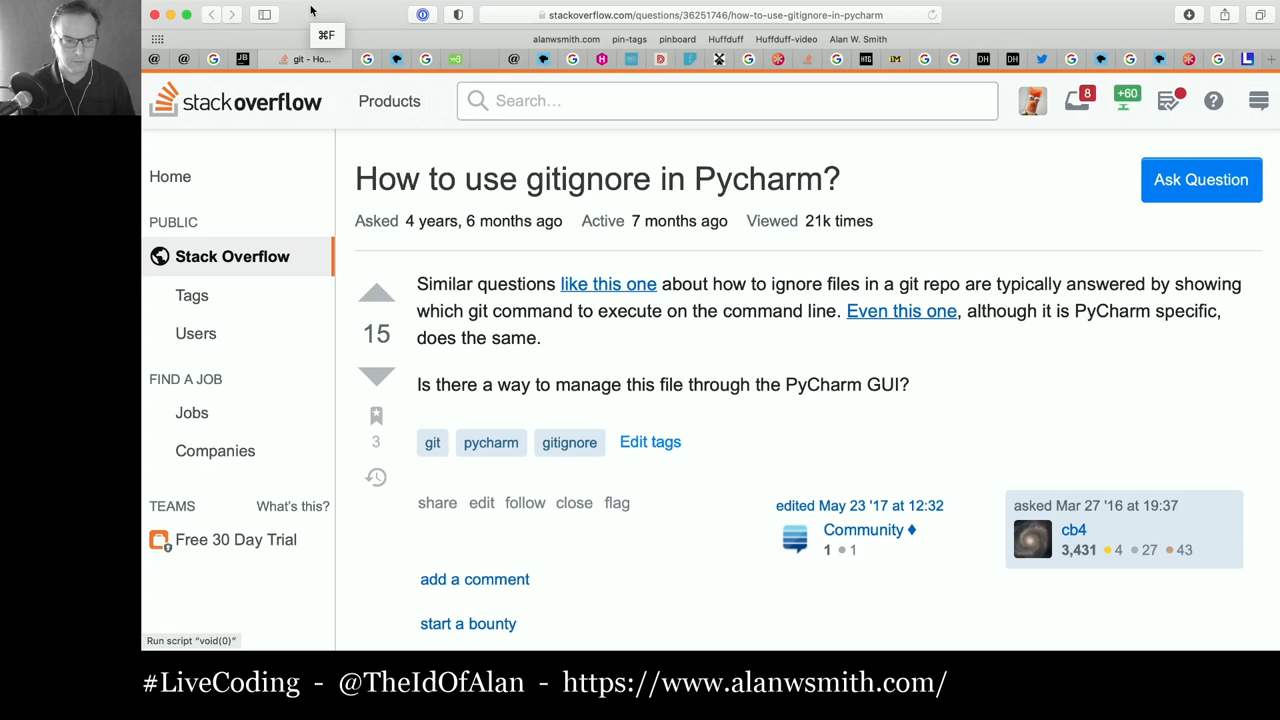 stackoverflow.com/questions/36251746/how-to-use-gitignore-in-pycharm
⌘F
alanwsmith.com pin-tags pinboard Huffduff Huffduff-video Alan W. Smith
git - Ho...
stackoverflow
Products
Search...
8
+60
Home
PUBLIC
Stack Overflow
Tags
Users
FIND A JOB
Jobs
Companies
TEAMS What's this?
Free 30 Day Trial
How to use gitignore in Pycharm?
Ask Question
Asked 4 years, 6 months ago Active 7 months ago Viewed 21k times
15
3
Similar questions like this one about how to ignore files in a git repo are typically answered by showing
which git command to execute on the command line. Even this one, although it is PyCharm specific,
does the same.
Is there a way to manage this file through the PyCharm GUI?
git pycharm gitignore Edit tags
share edit follow close flag
edited May 23 '17 at 12:32
Community ♦
1 ● 1
asked Mar 27 '16 at 19:37
cb4
3,431 ● 4 ● 27 ● 43
add a comment
start a bounty
Run script "void(0)"
#LiveCoding - @TheIdOfAlan - https://www.alanwsmith.com/